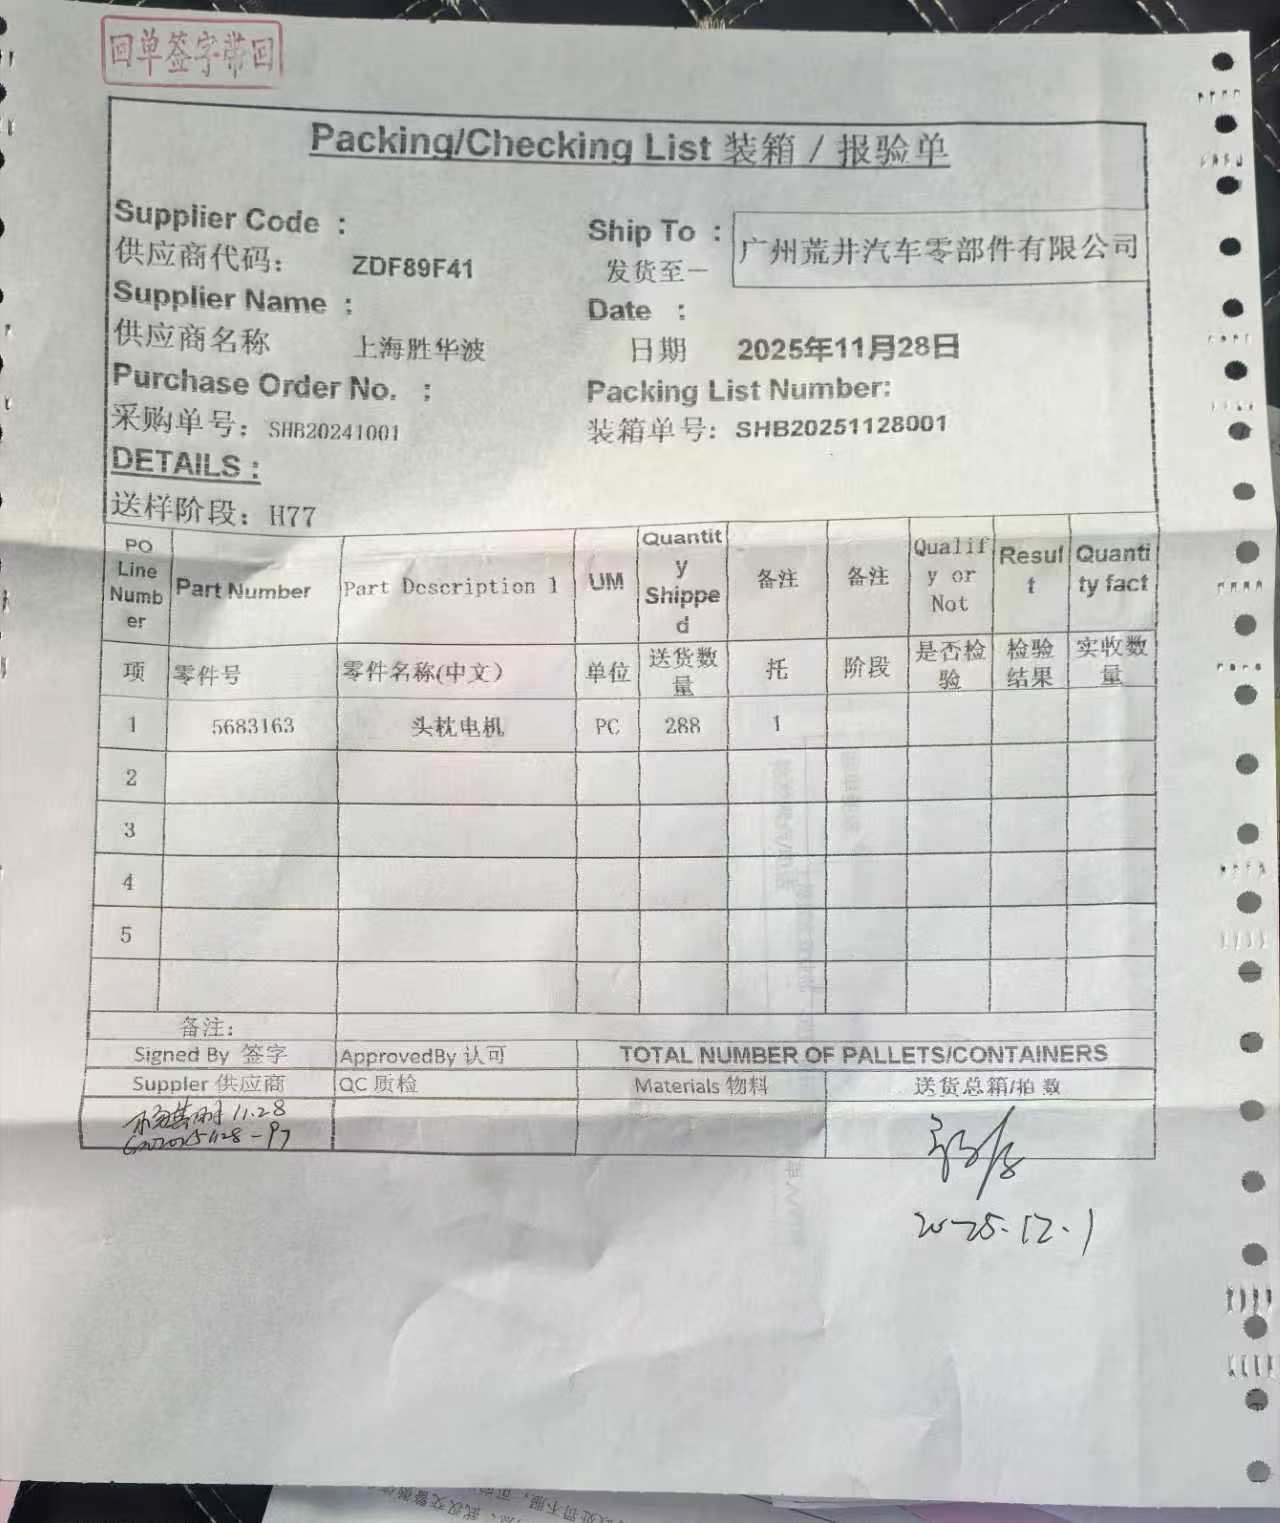 回单签字带回
Packing/Checking List 装箱 / 报验单
Supplier Code :
供应商代码: ZDF89F41
Ship To :
发货至一
广州荒井汽车零部件有限公司
Supplier Name :
供应商名称 上海胜华波
Date :
日期 2025年11月28日
Purchase Order No. :
采购单号: SHB20241001
Packing List Number:
装箱单号: SHB20251128001
DETAILS :
送样阶段: H77
PO Line Numb er Part Number Part Description 1 UM Quantit y Shippe d 备注 备注 Qualif y or Not Resul t Quanti ty fact
项 零件号 零件名称(中文) 单位 送货数量 托 阶段 是否检验 检验结果 实收数量
1 5683163 头枕电机 PC 288 1
2
3
4
5
备注:
Signed By 签字 ApprovedBy 认可 TOTAL NUMBER OF PALLETS/CONTAINERS
Suppler 供应商 QC 质检 Materials 物料 送货总箱/拍 数
11.28
2025.12.1